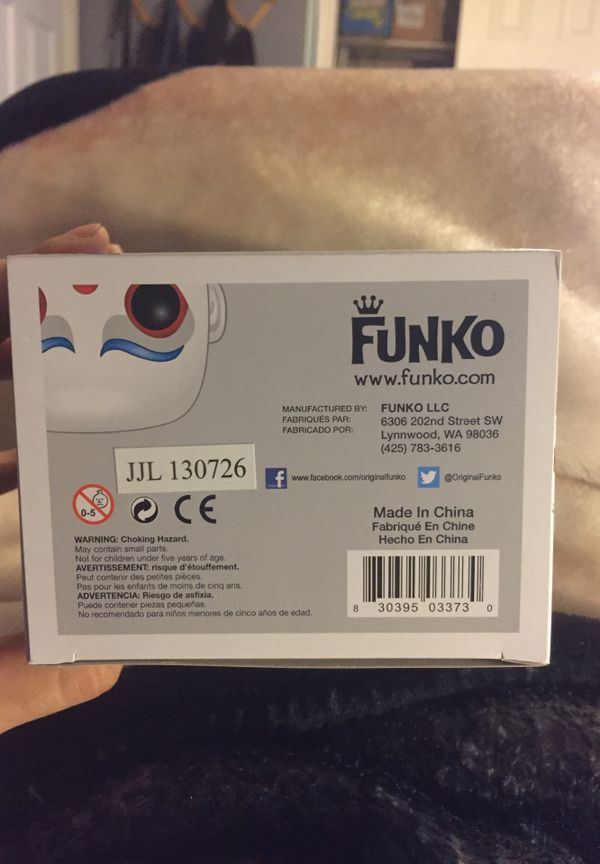 FUNKO
www.funko.com
MANUFACTURED BY: FUNKO LLC
FABRIQUÉS PAR: 6306 202nd Street SW
FABRICADO POR: Lynnwood, WA 98036
(425) 783-3616
JJL 130726
f www.facebook.com/originalfunko @OriginalFunko
0-5
CE
Made In China
Fabriqué En Chine
Hecho En China
WARNING: Choking Hazard.
May contain small parts.
Not for children under five years of age.
AVERTISSEMENT: risque d'étouffement.
Peut contenir des petites pièces.
Pas pour les enfants de moins de cinq ans.
ADVERTENCIA: Riesgo de asfixia.
Puede contener piezas pequeñas.
No recomendado para niños menores de cinco años de edad.
8 30395 03373 0